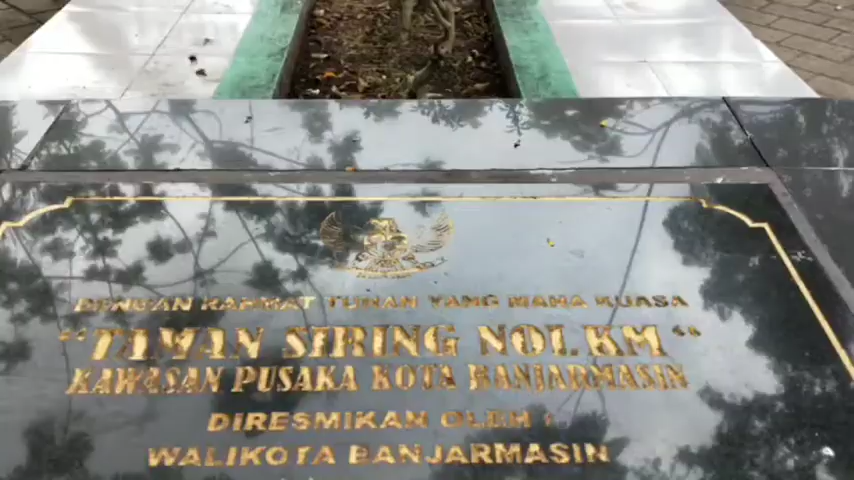 DENGAN RAHMAT TUHAN YANG MAHA KUASA
"TAMAN SIRING NOL.KM"
KAWASAN PUSAKA KOTA BANJARMASIN
DIRESMIKAN OLEH :
WALIKOTA BANJARMASIN